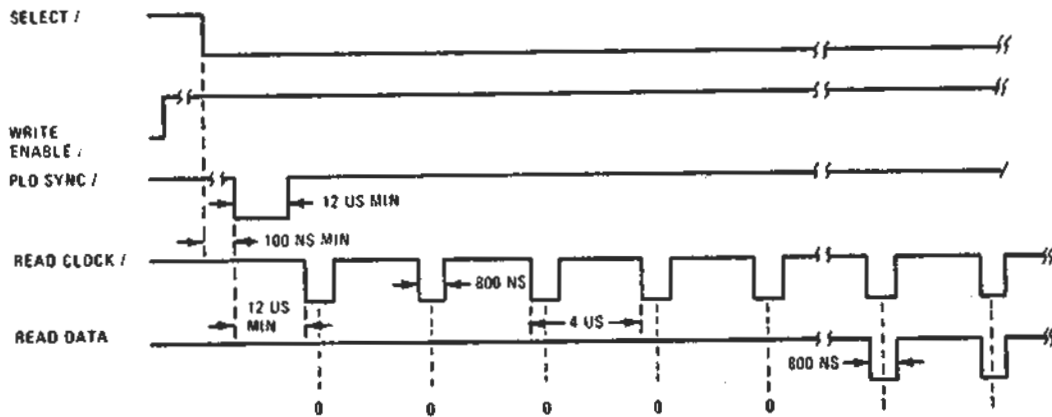 SELECT /
WRITE
ENABLE /
PLO SYNC /
12 US MIN
100 NS MIN
READ CLOCK /
800 NS
12 US
MIN
4 US
READ DATA
800 NS
0 0 0 0 0 1 1